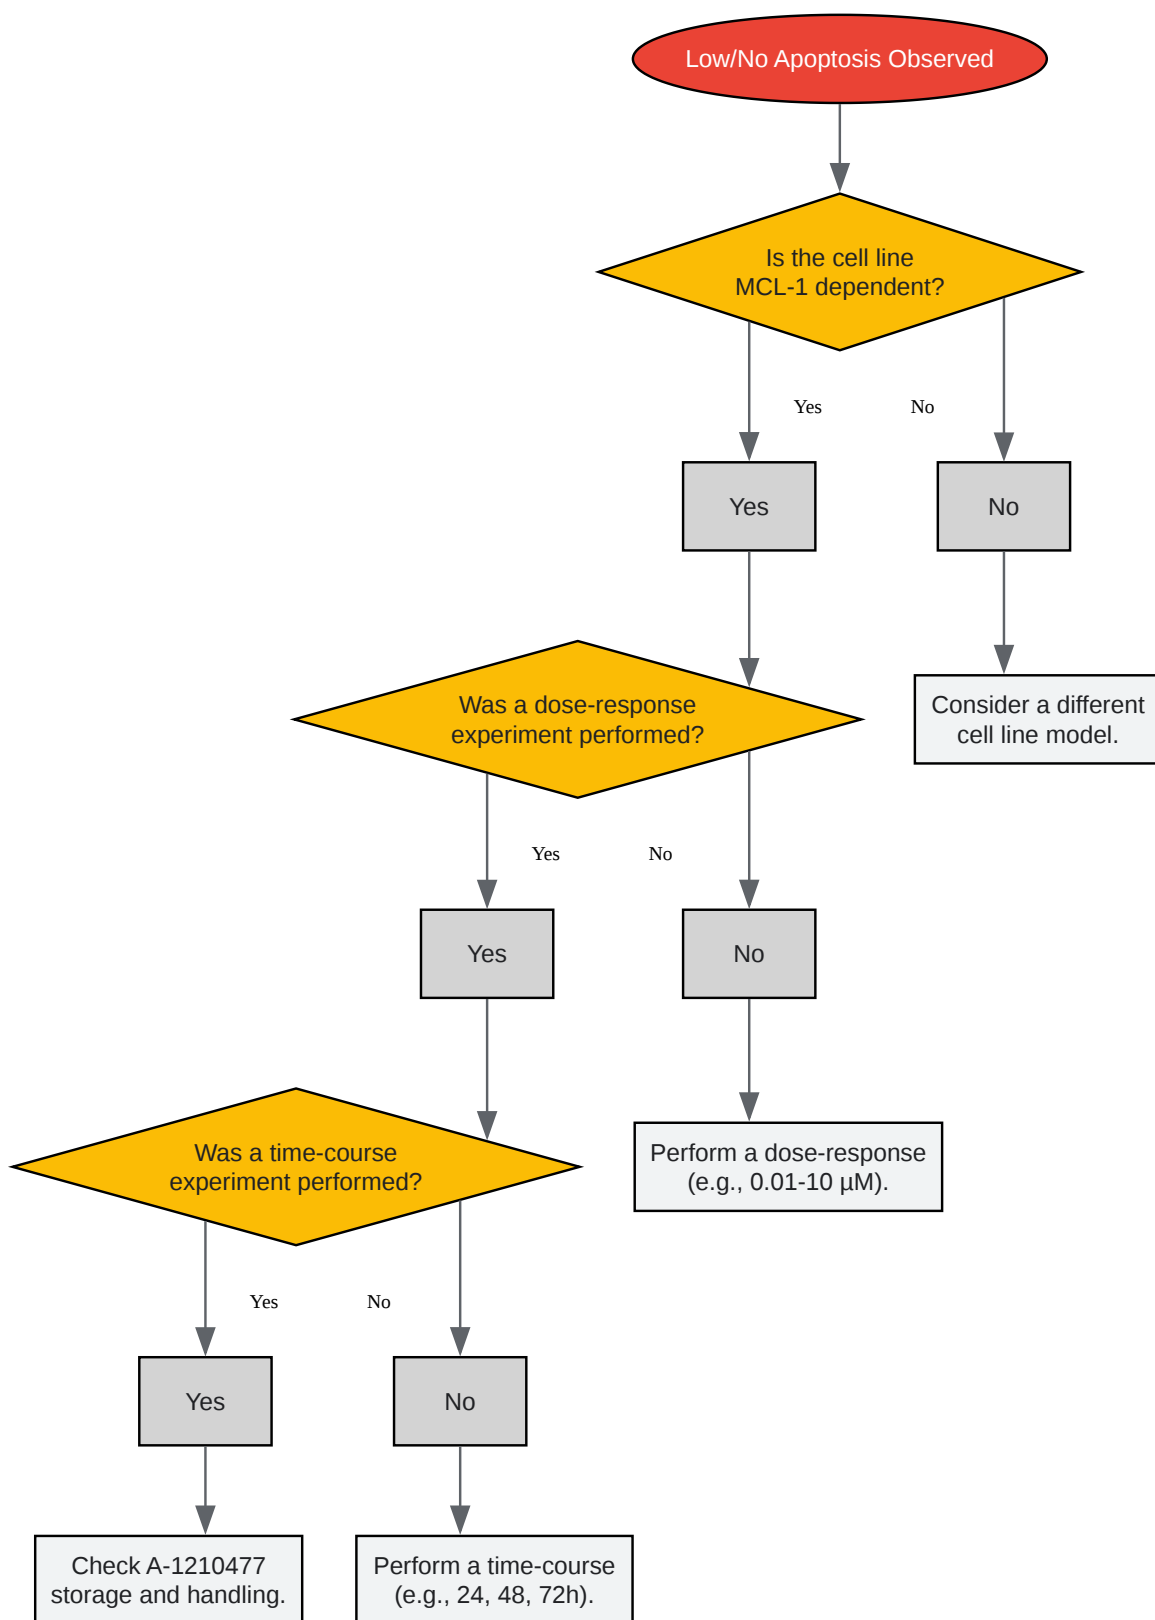 Low/No Apoptosis Observed
Is the cell line
MCL-1 dependent?
Yes
No
Yes
No
Was a dose-response
experiment performed?
Consider a different
cell line model.
Yes
No
Yes
No
Was a time-course
experiment performed?
Perform a dose-response
(e.g., 0.01-10 µM).
Yes
No
Yes
No
Check A-1210477
storage and handling.
Perform a time-course
(e.g., 24, 48, 72h).